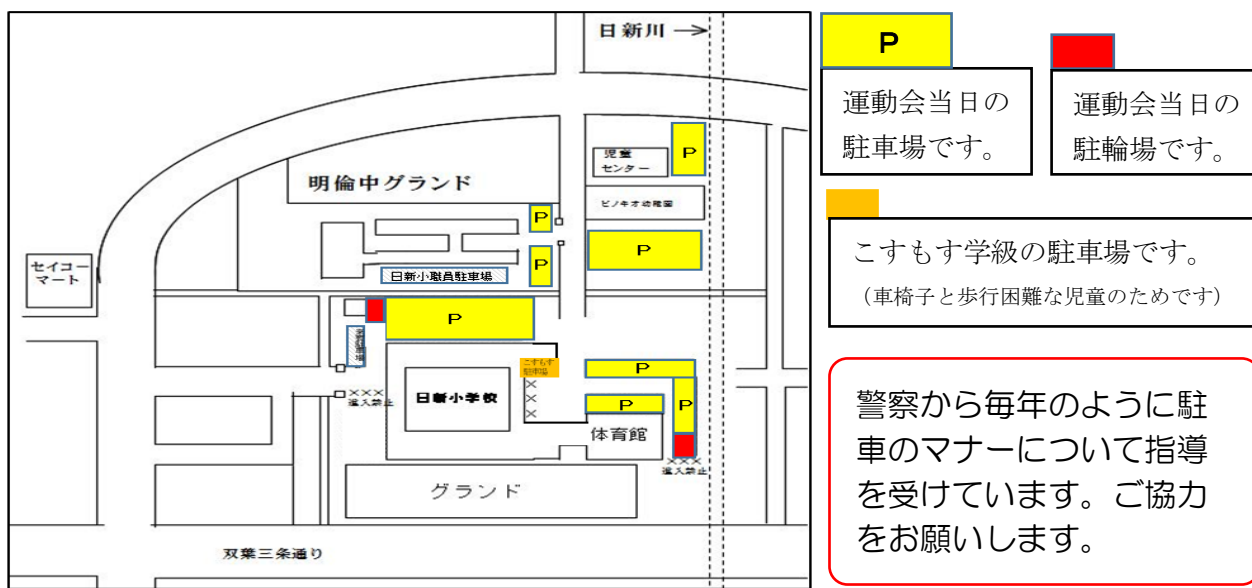 日新川→
P
児童
センター
明倫中グランド
ピノキオ幼稚園
P
P
P
セイコー
マート
日新小職員駐車場
P
こすもす
駐車場
P
×××
進入禁止
日新小学校
×
×
×
P
P
体育館
×××
進入禁止
グランド
双葉三条通り
P
運動会当日の
駐車場です。
運動会当日の
駐輪場です。
こすもす学級の駐車場です。
（車椅子と歩行困難な児童のためです）
警察から毎年のように駐
車のマナーについて指導
を受けています。ご協力
をお願いします。